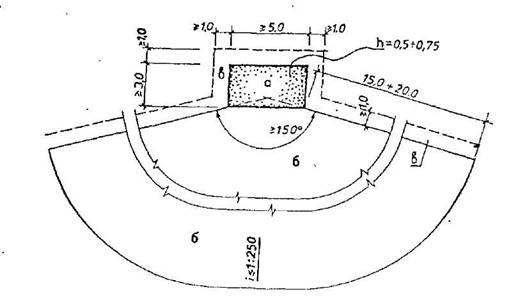 ≥1,0
≥5.0
≥1.0
h=0,5÷0,75
≥1,0
в
а
≥3,0
15,0÷20.0
≥1,0
≥150°
б
в
б
i≤1:250